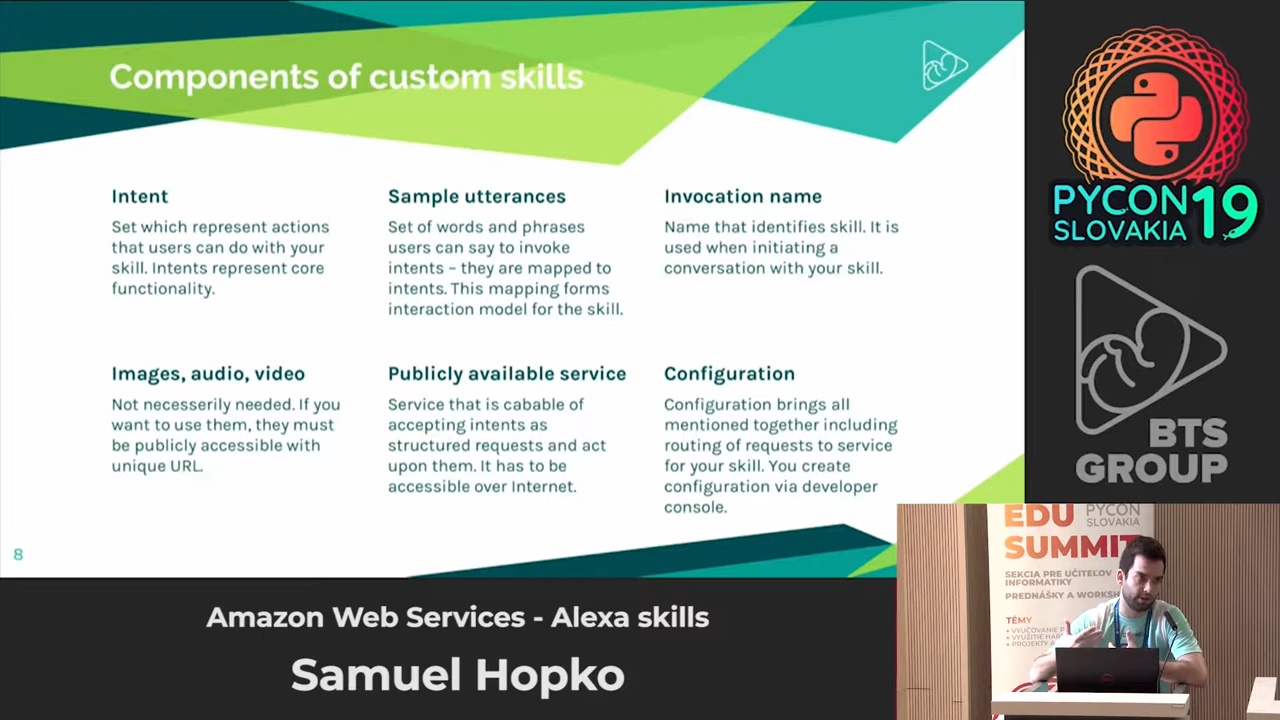 Components of custom skills
Intent
Set which represent actions
that users can do with your
skill. Intents represent core
functionality.
Sample utterances
Set of words and phrases
users can say to invoke
intents – they are mapped to
intents. This mapping forms
interaction model for the skill.
Invocation name
Name that identifies skill. It is
used when initiating a
conversation with your skill.
Images, audio, video
Not necesserily needed. If you
want to use them, they must
be publicly accessible with
unique URL.
Publicly available service
Service that is cabable of
accepting intents as
structured requests and act
upon them. It has to be
accessible over Internet.
Configuration
Configuration brings all
mentioned together including
routing of requests to service
for your skill. You create
configuration via developer
console.
8
PYCON 19
SLOVAKIA
BTS
GROUP
EDU PYCON
SLOVAKIA
SUMMIT
SEKCIA PRE UČITEĽOV
INFORMATIKY
PREDNÁŠKY A
TÉMY
Amazon Web Services - Alexa skills
Samuel Hopko